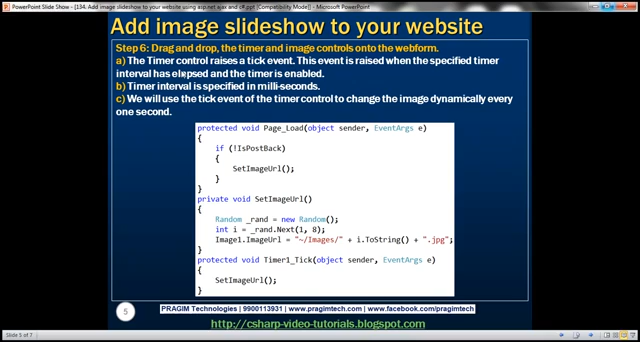 PowerPoint Slide Show - [134. Add image slideshow to your website using asp.net ajax and c#.ppt [Compatibility Mode]] - Microsoft PowerPoint
Add image slideshow to your website
Step 6: Drag and drop, the timer and image controls onto the webform.
a) The Timer control raises a tick event. This event is raised when the specified timer
interval has elapsed and the timer is enabled.
b) Timer interval is specified in milli-seconds.
c) We will use the tick event of the timer control to change the image dynamically every
one second.
protected void Page_Load(object sender, EventArgs e)
{
if (!IsPostBack)
{
SetImageUrl();
}
}
private void SetImageUrl()
{
Random _rand = new Random();
int i = _rand.Next(1, 8);
Image1.ImageUrl = "~/Images/" + i.ToString() + ".jpg";
}
protected void Timer1_Tick(object sender, EventArgs e)
{
SetImageUrl();
}
5
PRAGIM Technologies | 9900113931 | www.pragimtech.com | www.facebook.com/pragimtech
http://csharp-video-tutorials.blogspot.com
Slide 5 of 7